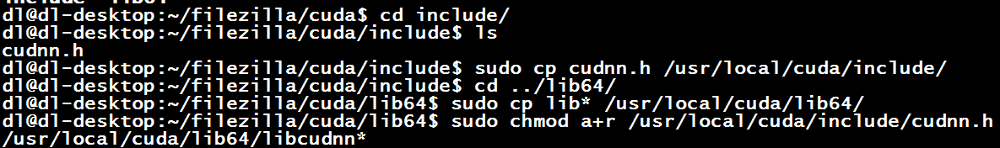 include lib64
dl@dl-desktop:~/filezilla/cuda$ cd include/
dl@dl-desktop:~/filezilla/cuda/include$ ls
cudnn.h
dl@dl-desktop:~/filezilla/cuda/include$ sudo cp cudnn.h /usr/local/cuda/include/
dl@dl-desktop:~/filezilla/cuda/include$ cd ../lib64/
dl@dl-desktop:~/filezilla/cuda/lib64$ sudo cp lib* /usr/local/cuda/lib64/
dl@dl-desktop:~/filezilla/cuda/lib64$ sudo chmod a+r /usr/local/cuda/include/cudnn.h
/usr/local/cuda/lib64/libcudnn*